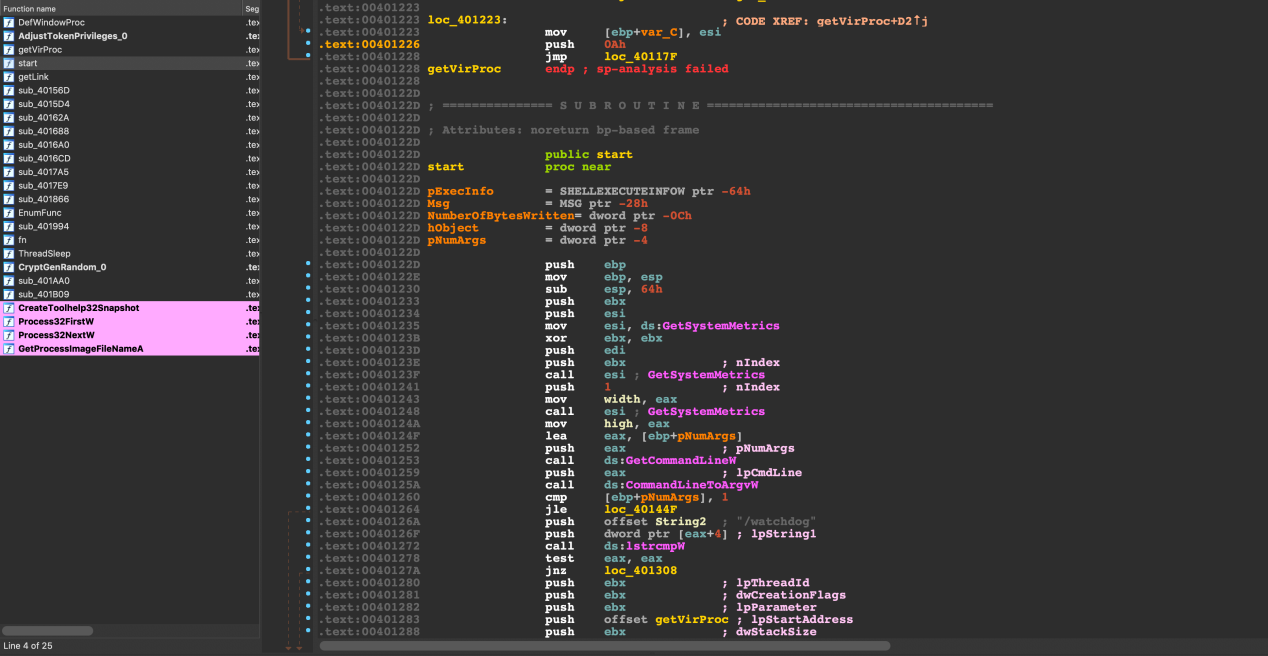 Function name Seg
DefWindowProc .tex
AdjustTokenPrivileges_0 .tex
getVirProc .tex
start .tex
getLink .tex
sub_40156D .tex
sub_4015D4 .tex
sub_40162A .tex
sub_401688 .tex
sub_4016A0 .tex
sub_4016CD .tex
sub_4017A5 .tex
sub_4017E9 .tex
sub_401866 .tex
EnumFunc .tex
sub_401994 .tex
fn .tex
ThreadSleep .tex
CryptGenRandom_0 .tex
sub_401AA0 .tex
sub_401B09 .tex
CreateToolhelp32Snapshot .tex
Process32FirstW .tex
Process32NextW .tex
GetProcessImageFileNameA .tex
Line 4 of 25
.text:00401223
.text:00401223 loc_401223: ; CODE XREF: getVirProc+D2↑j
.text:00401223 mov [ebp+var_C], esi
.text:00401226 push 0Ah
.text:00401228 jmp loc_40117F
.text:00401228 getVirProc endp ; sp-analysis failed
.text:00401228
.text:0040122D
.text:0040122D ; =============== S U B R O U T I N E =======================================
.text:0040122D
.text:0040122D ; Attributes: noreturn bp-based frame
.text:0040122D
.text:0040122D public start
.text:0040122D start proc near
.text:0040122D
.text:0040122D pExecInfo = SHELLEXECUTEINFOW ptr -64h
.text:0040122D Msg = MSG ptr -28h
.text:0040122D NumberOfBytesWritten= dword ptr -0Ch
.text:0040122D hObject = dword ptr -8
.text:0040122D pNumArgs = dword ptr -4
.text:0040122D
.text:0040122D push ebp
.text:0040122E mov ebp, esp
.text:00401230 sub esp, 64h
.text:00401233 push ebx
.text:00401234 push esi
.text:00401235 mov esi, ds:GetSystemMetrics
.text:0040123B xor ebx, ebx
.text:0040123D push edi
.text:0040123E push ebx ; nIndex
.text:0040123F call esi ; GetSystemMetrics
.text:00401241 push 1 ; nIndex
.text:00401243 mov width, eax
.text:00401248 call esi ; GetSystemMetrics
.text:0040124A mov high, eax
.text:0040124F lea eax, [ebp+pNumArgs]
.text:00401252 push eax ; pNumArgs
.text:00401253 call ds:GetCommandLineW
.text:00401259 push eax ; lpCmdLine
.text:0040125A call ds:CommandLineToArgvW
.text:00401260 cmp [ebp+pNumArgs], 1
.text:00401264 jle loc_40144F
.text:0040126A push offset String2 ; "/watchdog"
.text:0040126F push dword ptr [eax+4] ; lpString1
.text:00401272 call ds:lstrcmpW
.text:00401278 test eax, eax
.text:0040127A jnz loc_401308
.text:00401280 push ebx ; lpThreadId
.text:00401281 push ebx ; dwCreationFlags
.text:00401282 push ebx ; lpParameter
.text:00401283 push offset getVirProc ; lpStartAddress
.text:00401288 push ebx ; dwStackSize